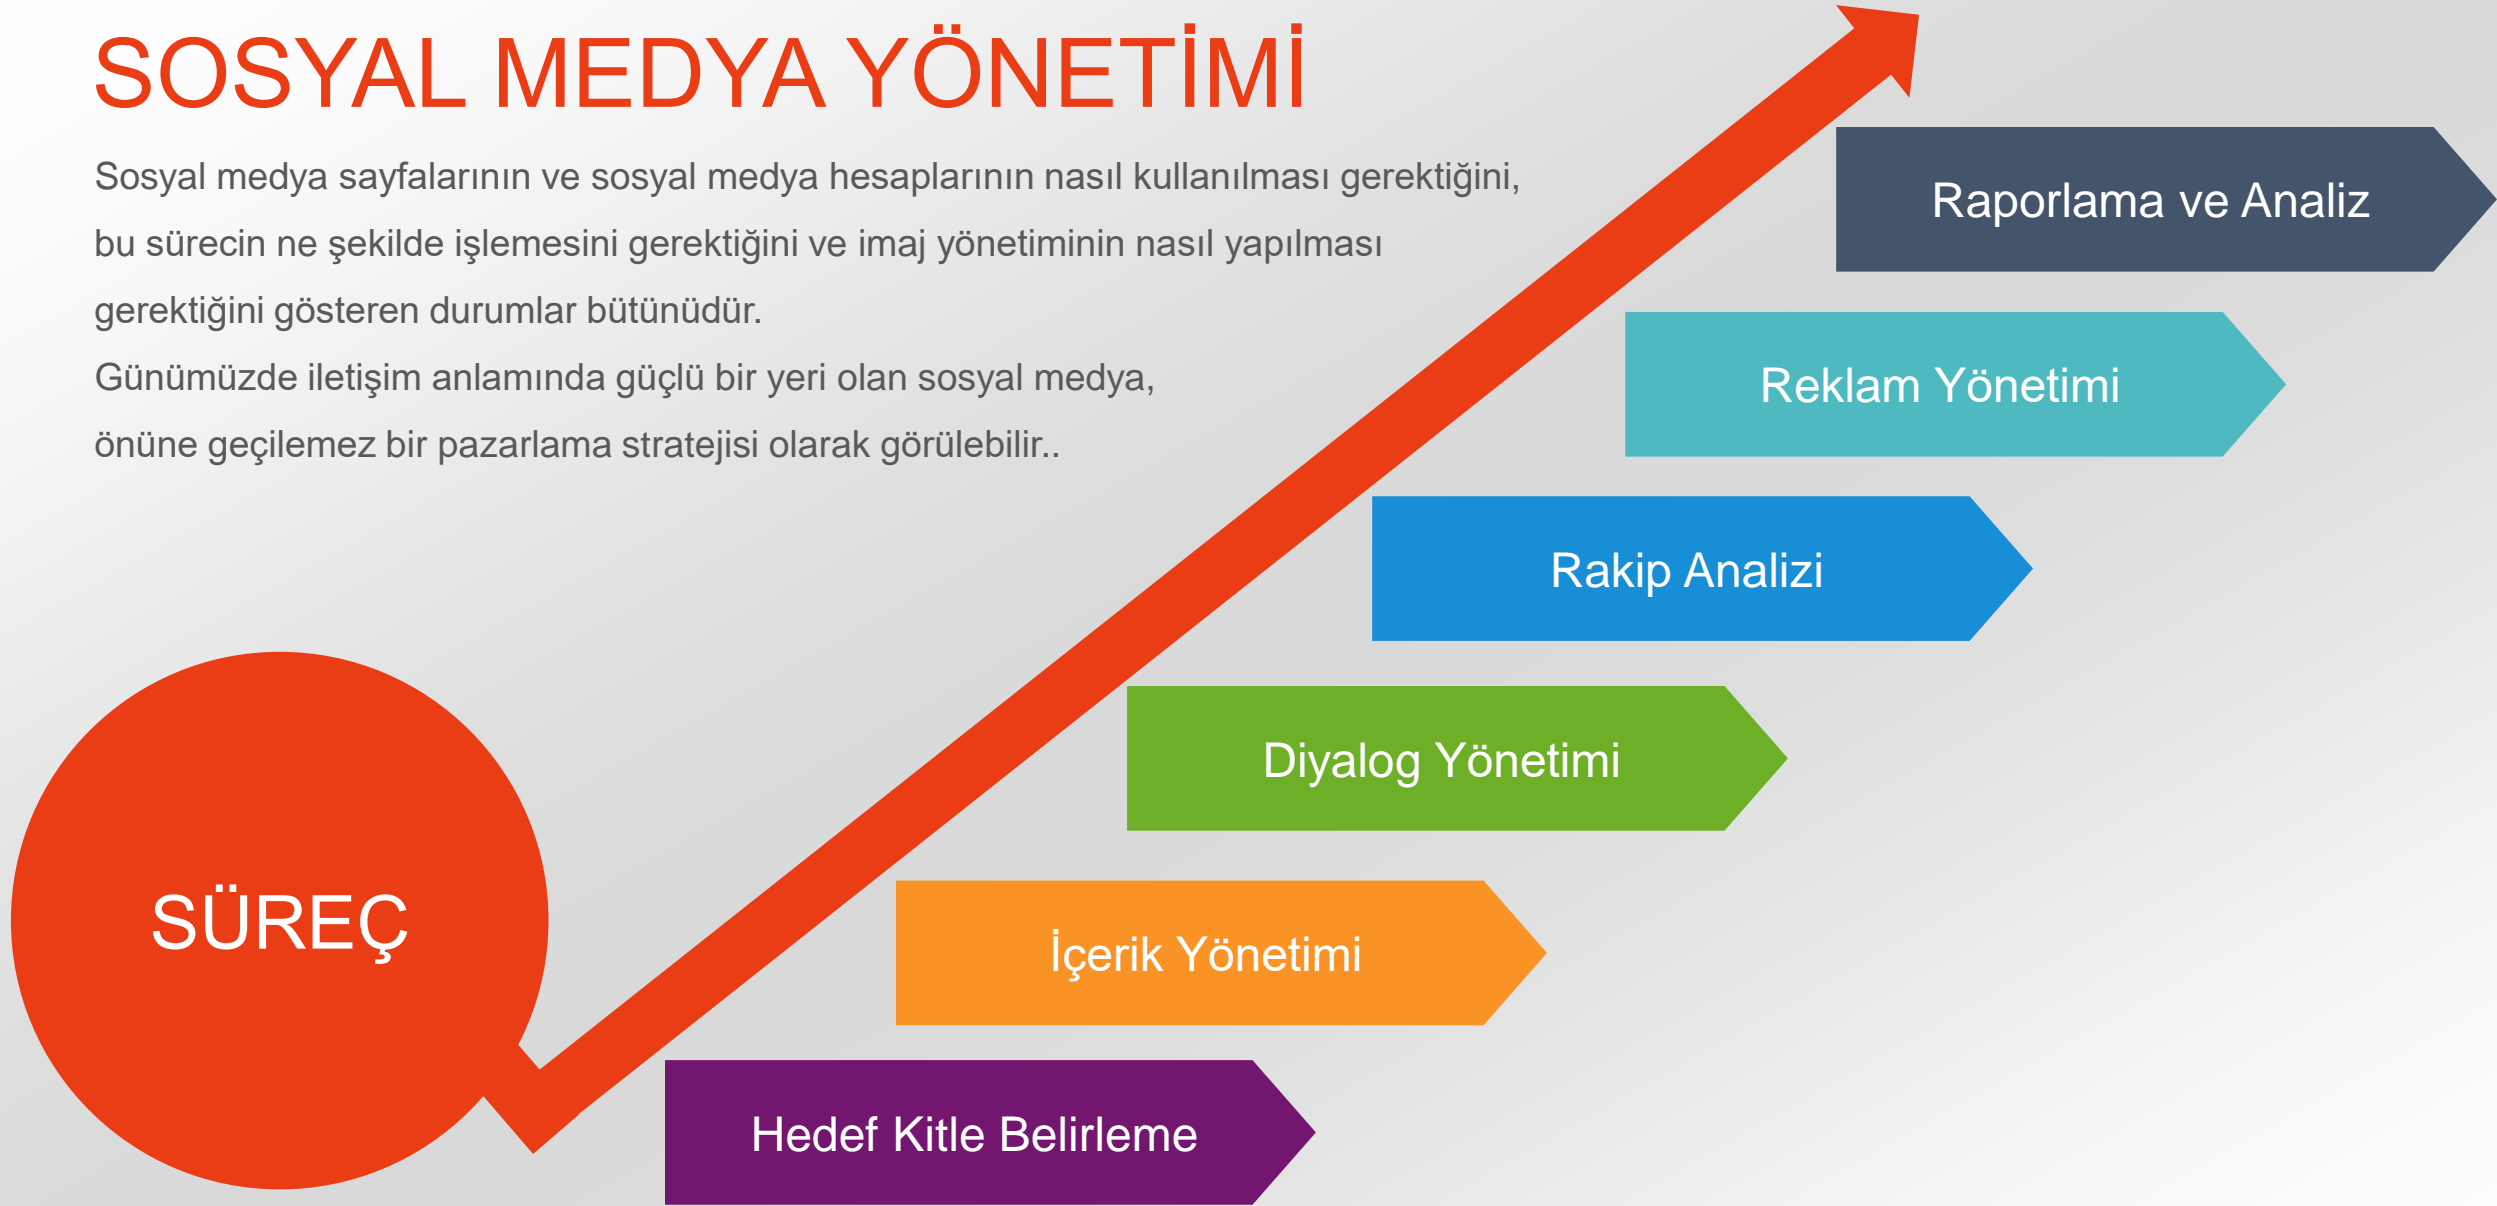 SOSYAL MEDYA YÖNETİMİ
Sosyal medya sayfalarının ve sosyal medya hesaplarının nasıl kullanılması gerektiğini,
bu sürecin ne şekilde işlemesini gerektiğini ve imaj yönetiminin nasıl yapılması
gerektiğini gösteren durumlar bütünüdür.
Günümüzde iletişim anlamında güçlü bir yeri olan sosyal medya,
önüne geçilemez bir pazarlama stratejisi olarak görülebilir..
Raporlama ve Analiz
Reklam Yönetimi
Rakip Analizi
Diyalog Yönetimi
SÜREÇ
İçerik Yönetimi
Hedef Kitle Belirleme